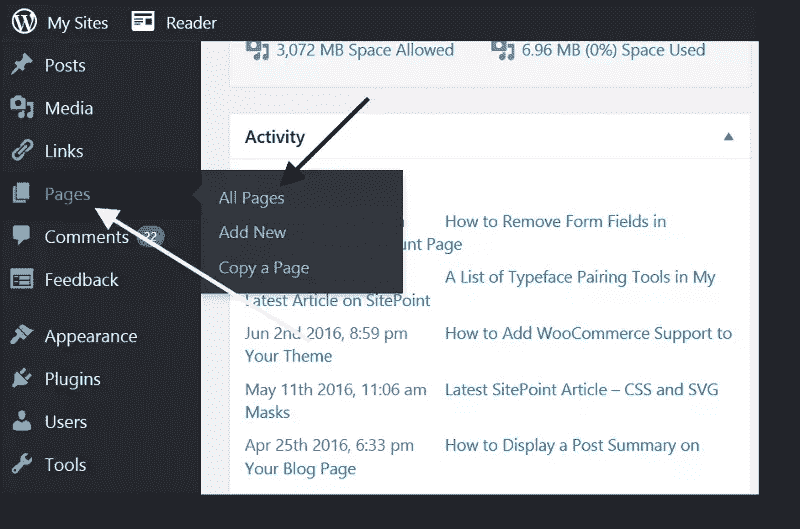 My Sites Reader
Posts
Media
Links
Pages
Comments 22
Feedback
Appearance
Plugins
Users
Tools
3,072 MB Space Allowed 6.96 MB (0%) Space Used
Activity
All Pages
Add New
Copy a Page
How to Remove Form Fields in
Page
A List of Typeface Pairing Tools in My
Latest Article on SitePoint
Jun 2nd 2016, 8:59 pm How to Add WooCommerce Support to
Your Theme
May 11th 2016, 11:06 am Latest SitePoint Article – CSS and SVG
Masks
Apr 25th 2016, 6:33 pm How to Display a Post Summary on
Your Blog Page